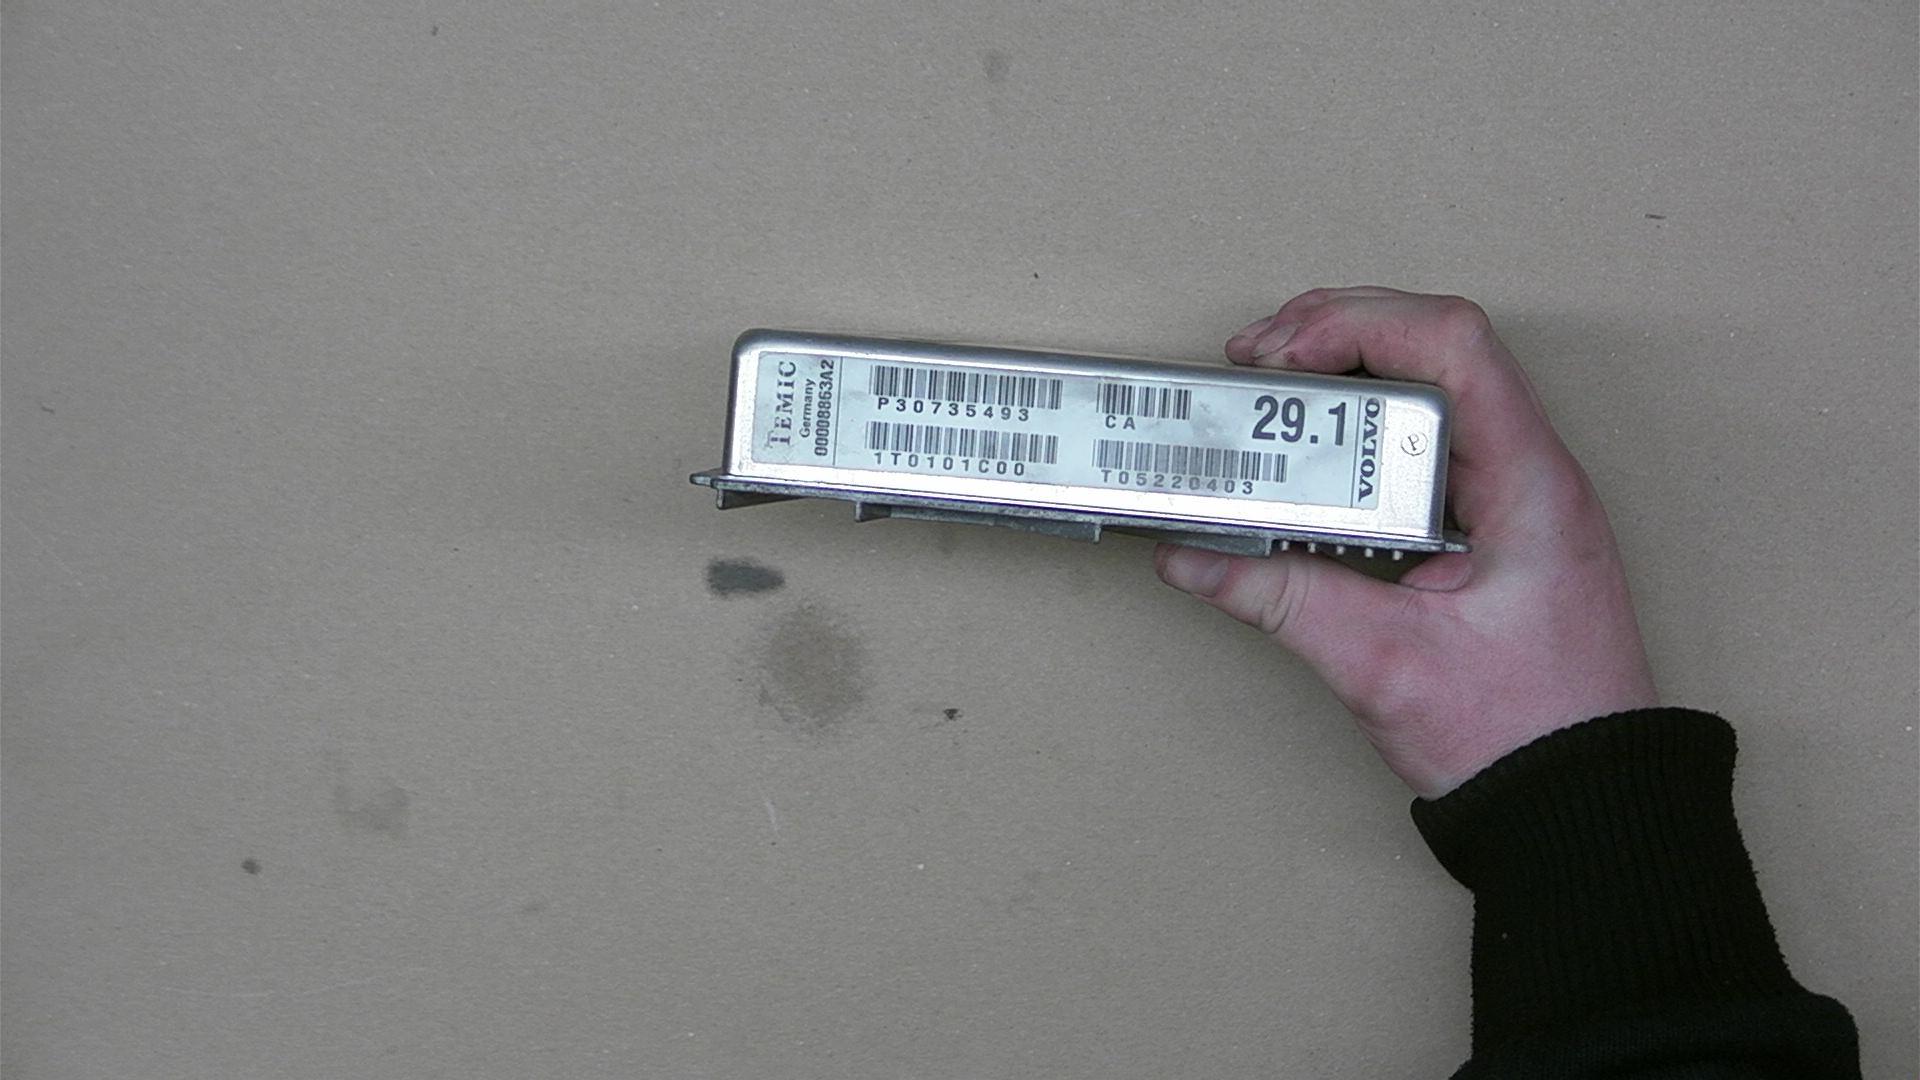 TEMIC
Germany
00008863A2
P30735493
1T0101C00
CA
T05220403
29.1
VOLVO